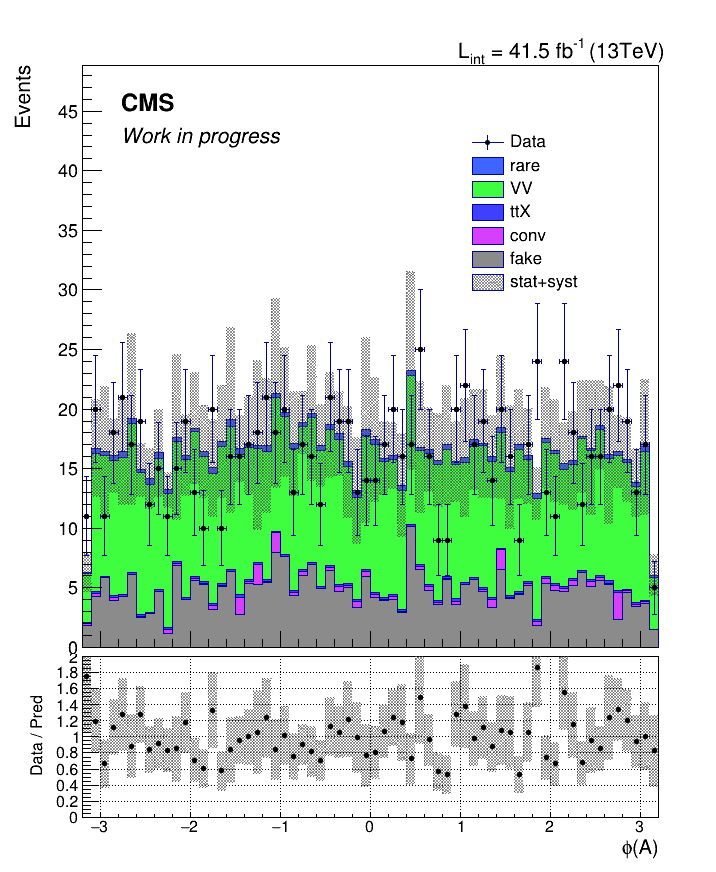 L_int = 41.5 fb^-1 (13TeV)
Events
CMS
Work in progress
Data
rare
VV
ttX
conv
fake
stat+syst
45
40
35
30
25
20
15
10
5
0
Data / Pred
2
1.8
1.6
1.4
1.2
1
0.8
0.6
0.4
0.2
0
−3 −2 −1 0 1 2 3
ϕ(A)